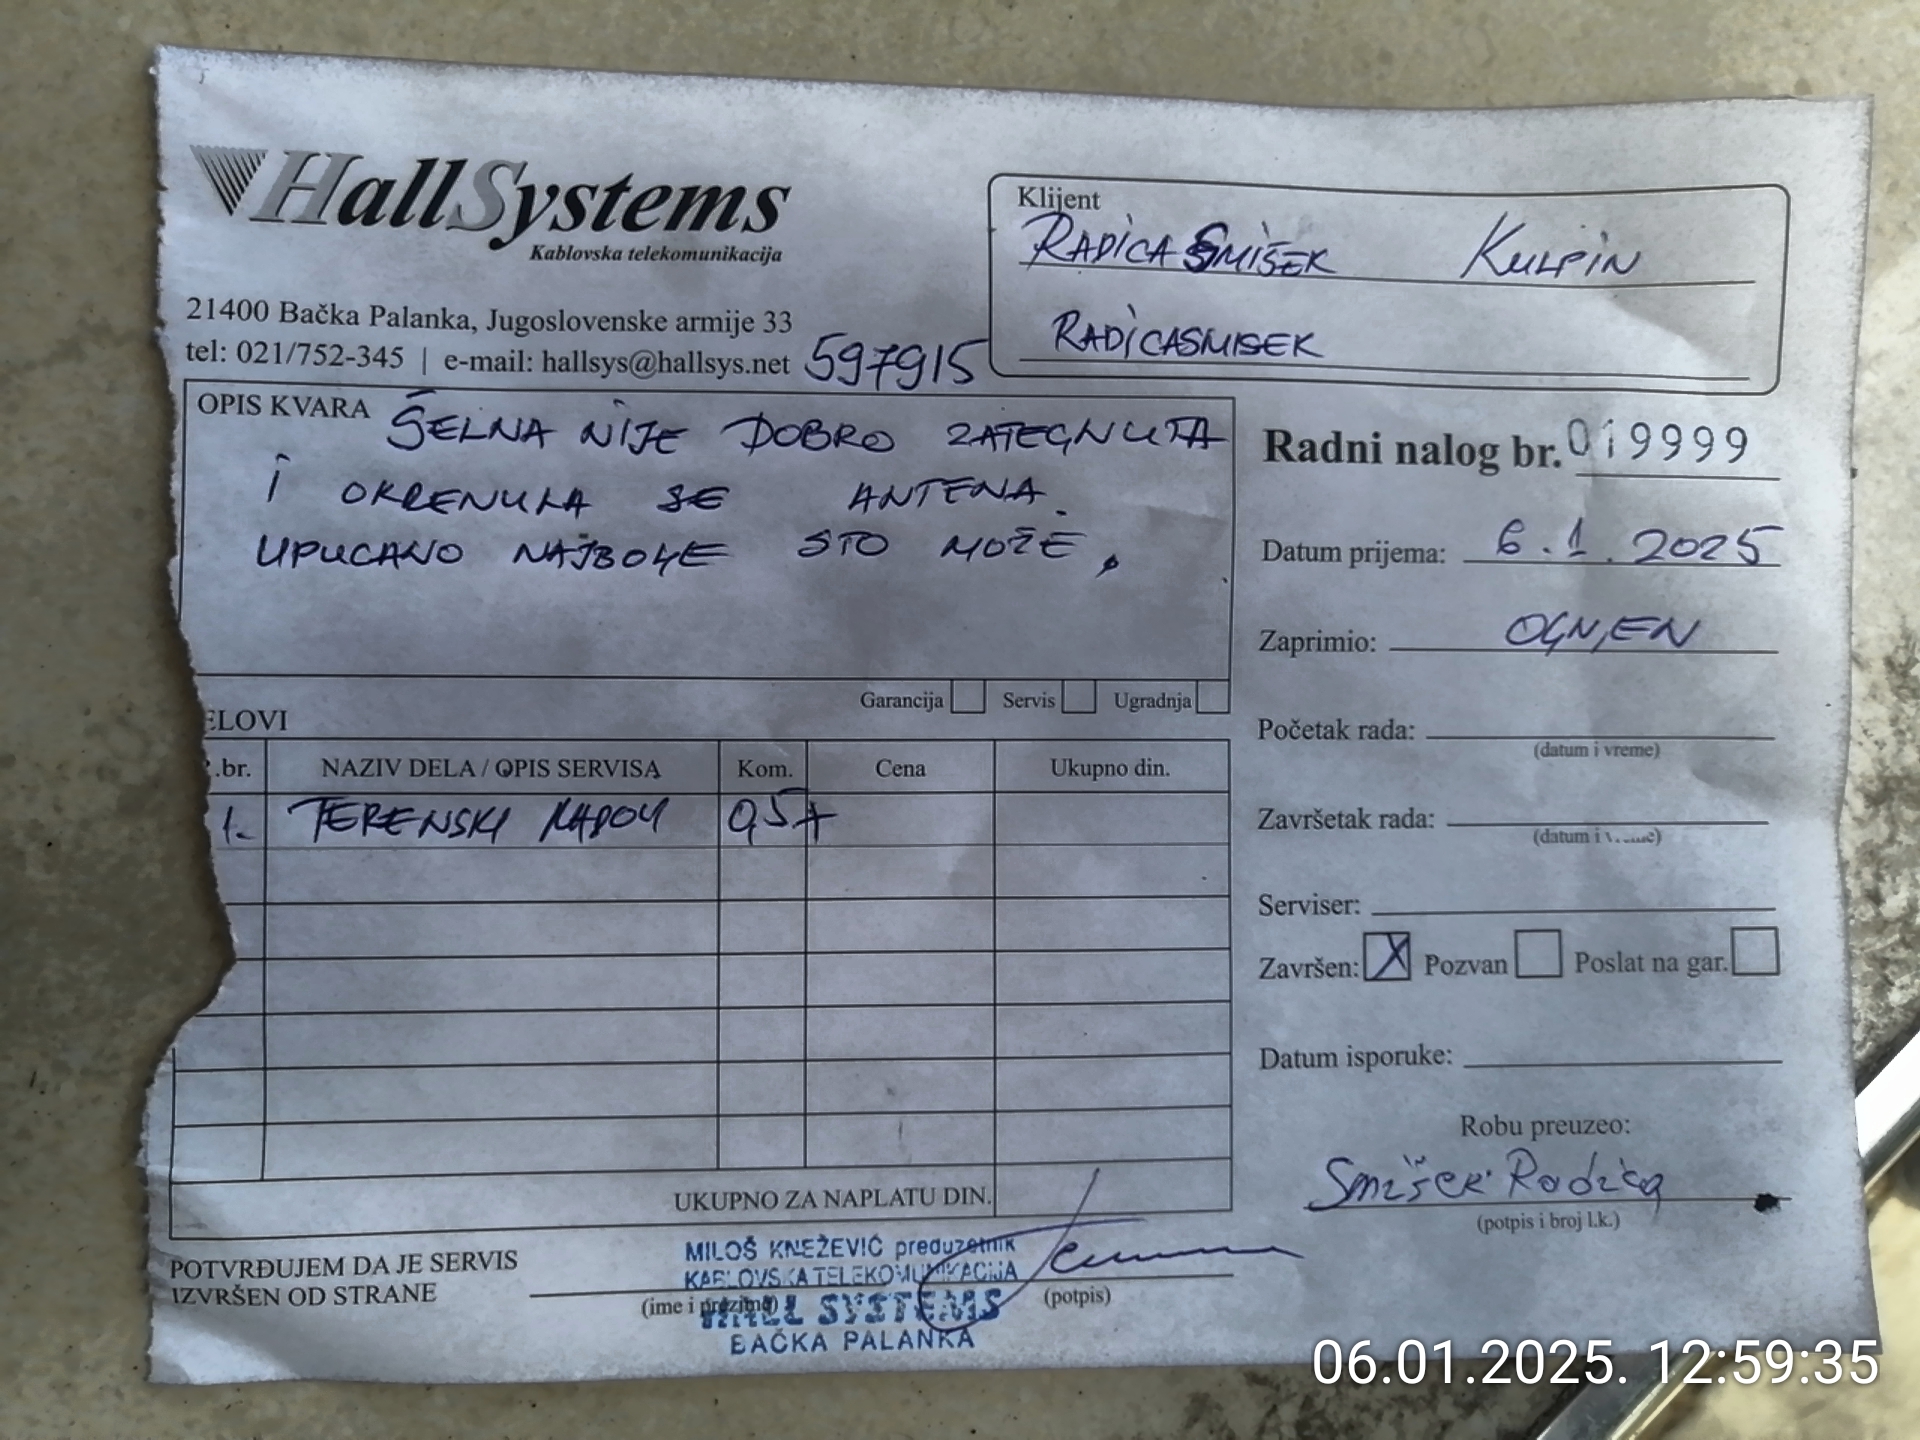 HallSystems
Kablovska telekomunikacija
21400 Bačka Palanka, Jugoslovenske armije 33
tel: 021/752-345 | e-mail: hallsys@hallsys.net
597915
Klijent
RADICA SMIŠEK KULPIN
RADICASMISEK
OPIS KVARA
ŠELNA NIJE DOBRO ZATEGNUTA
I OKRENULA SE ANTENA.
UPUCANO NAJBOLJE STO MOŽE,
Garancija Servis Ugradnja
Radni nalog br. 019999
Datum prijema: 6.1.2025
Zaprimio: OGNJEN
Početak rada:
(datum i vreme)
Završetak rada:
(datum i vreme)
Serviser:
Završen: X Pozvan Poslat na gar.
Datum isporuke:
Robu preuzeo:
Smišek Radica
(potpis i broj l.k.)
ELOVI
.br. NAZIV DELA / OPIS SERVISA Kom. Cena Ukupno din.
1. TERENSKI
UKUPNO ZA NAPLATU DIN.
POTVRĐUJEM DA JE SERVIS
IZVRŠEN OD STRANE
(ime i prezime)
(potpis)
MILOŠ KNEŽEVIĆ preduzetnik
KABLOVSKA TELEKOMUNIKACIJA
HALL SYSTEMS
BAČKA PALANKA
06.01.2025. 12:59:35